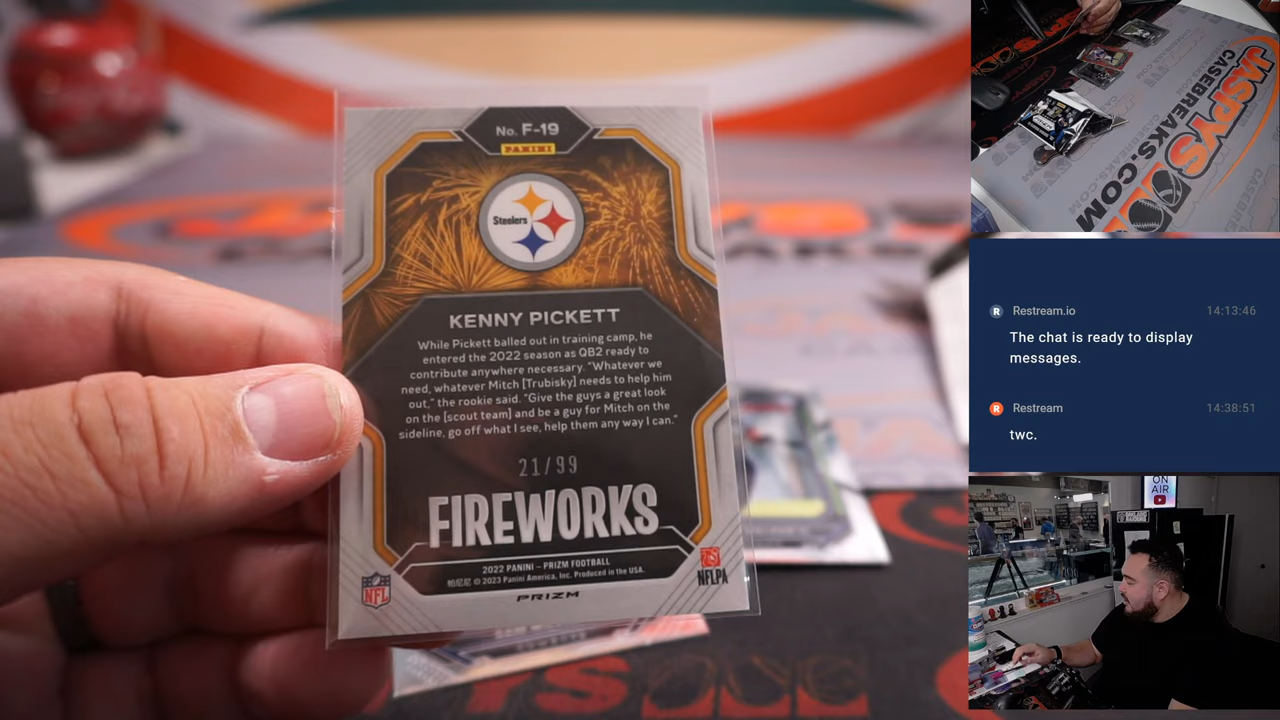 No. F-19
PANINI
Steelers
KENNY PICKETT
While Pickett balled out in training camp, he
entered the 2022 season as QB2 ready to
contribute anywhere necessary. "Whatever we
need, whatever Mitch [Trubisky] needs to help him
out," the rookie said. "Give the guys a great look
on the [scout team] and be a guy for Mitch on the
sideline, go off what I see, help them any way I can."
21/99
FIREWORKS
2022 PANINI – PRIZM FOOTBALL
帕尼尼 © 2023 Panini America, Inc. Produced in the USA.
PRIZM
NFL
NFLPA
JASPYS
CASEBREAKS.COM
R Restream.io 14:13:46
The chat is ready to display
messages.
R Restream 14:38:51
twc.
ON
AIR